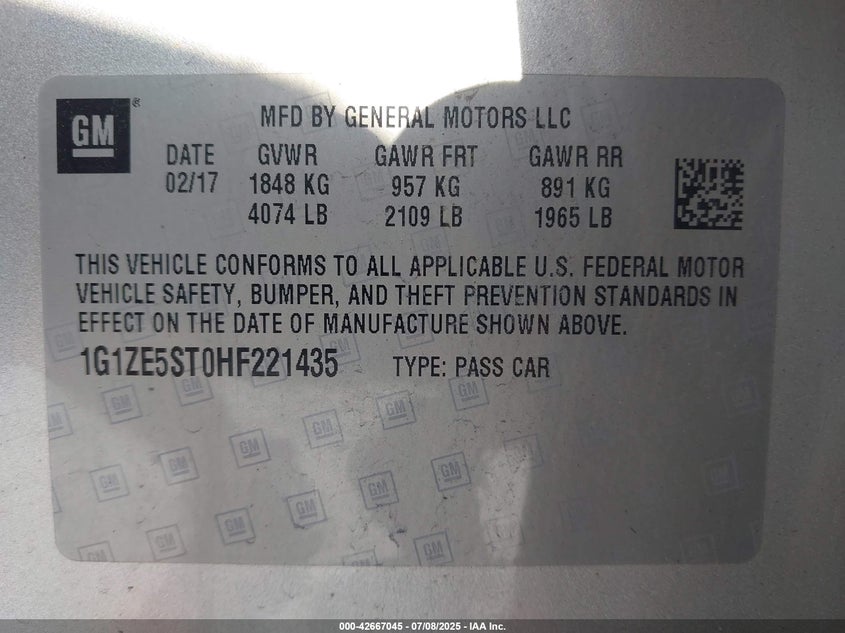 GM
MFD BY GENERAL MOTORS LLC
DATE GVWR GAWR FRT GAWR RR
02/17 1848 KG 957 KG 891 KG
4074 LB 2109 LB 1965 LB
THIS VEHICLE CONFORMS TO ALL APPLICABLE U.S. FEDERAL MOTOR
VEHICLE SAFETY, BUMPER, AND THEFT PREVENTION STANDARDS IN
EFFECT ON THE DATE OF MANUFACTURE SHOWN ABOVE.
1G1ZE5ST0HF221435 TYPE: PASS CAR
000-42667045 - 07/08/2025 - IAA Inc.